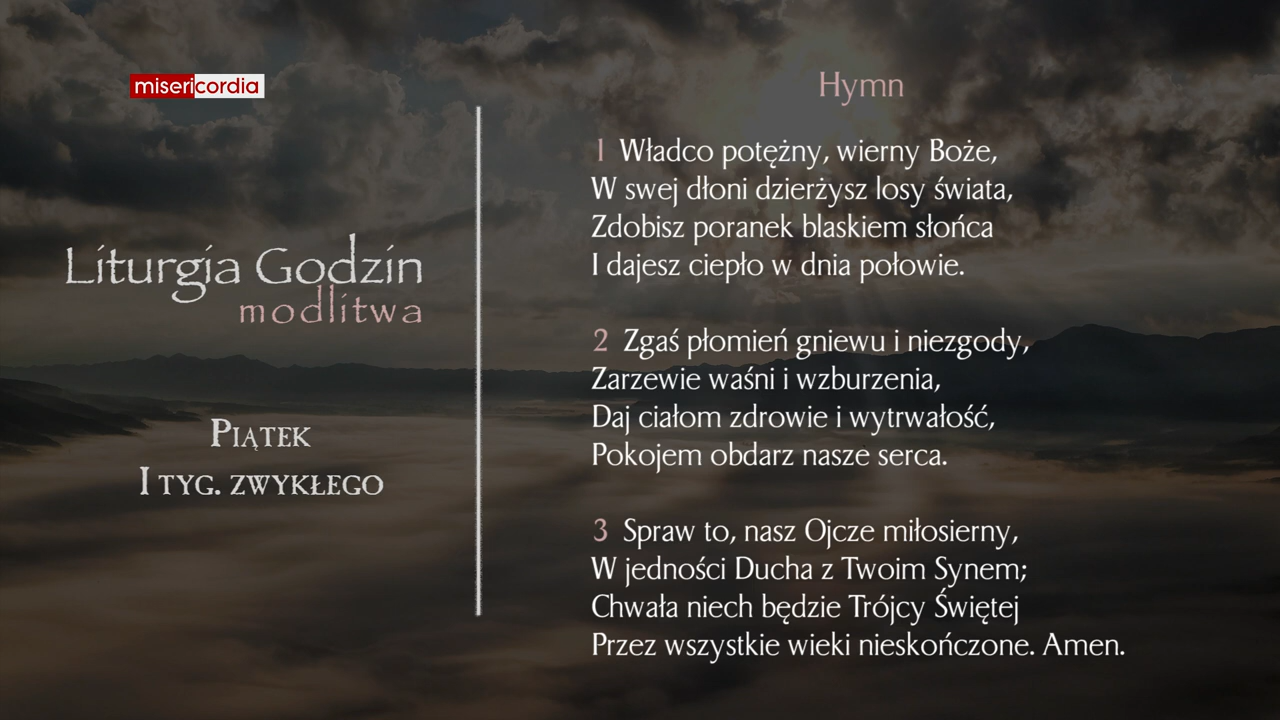 misericordia
Liturgia Godzin
modlitwa
Piątek
I tyg. zwykłego
Hymn
1 Władco potężny, wierny Boże,
W swej dłoni dzierżysz losy świata,
Zdobisz poranek blaskiem słońca
I dajesz ciepło w dnia połowie.
2 Zgaś płomień gniewu i niezgody,
Zarzewie waśni i wzburzenia,
Daj ciałom zdrowie i wytrwałość,
Pokojem obdarz nasze serca.
3 Spraw to, nasz Ojcze miłosierny,
W jedności Ducha z Twoim Synem;
Chwała niech będzie Trójcy Świętej
Przez wszystkie wieki nieskończone. Amen.